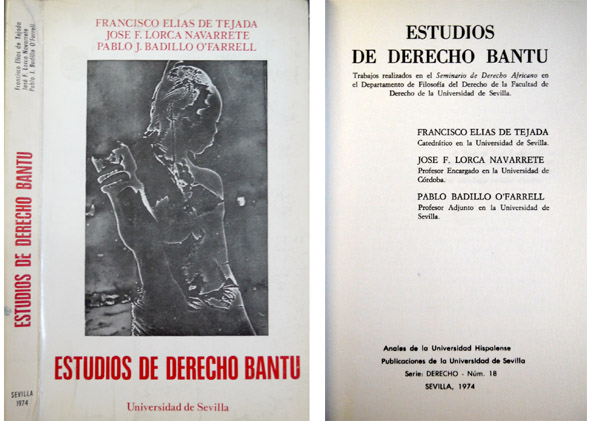 Francisco Elías de Tejada
José F. Lorca Navarrete
Pablo J. Badillo O'Farrell
ESTUDIOS DE DERECHO BANTU
SEVILLA
1974
FRANCISCO ELIAS DE TEJADA
JOSE F. LORCA NAVARRETE
PABLO J. BADILLO O'FARRELL
ESTUDIOS DE DERECHO BANTU
Universidad de Sevilla
ESTUDIOS
DE DERECHO BANTU
Trabajos realizados en el Seminario de Derecho Africano en
el Departamento de Filosofía del Derecho de la Facultad de
Derecho de la Universidad de Sevilla.
FRANCISCO ELIAS DE TEJADA
Catedrático en la Universidad de Sevilla.
JOSE F. LORCA NAVARRETE
Profesor Encargado en la Universidad de
Córdoba.
PABLO BADILLO O'FARRELL
Profesor Adjunto en la Universidad de
Sevilla.
Anales de la Universidad Hispalense
Publicaciones de la Universidad de Sevilla
Serie: DERECHO - Núm. 18
SEVILLA, 1974